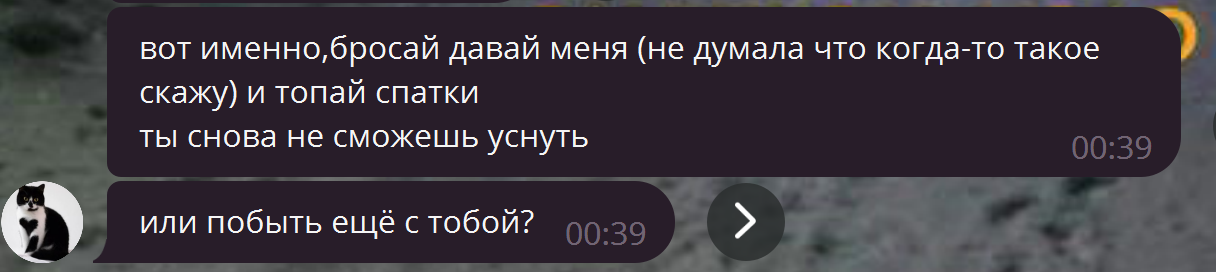 вот именно,бросай давай меня (не думала что когда-то такое
скажу) и топай спатки
ты снова не сможешь уснуть
00:39
или побыть ещё с тобой?
00:39